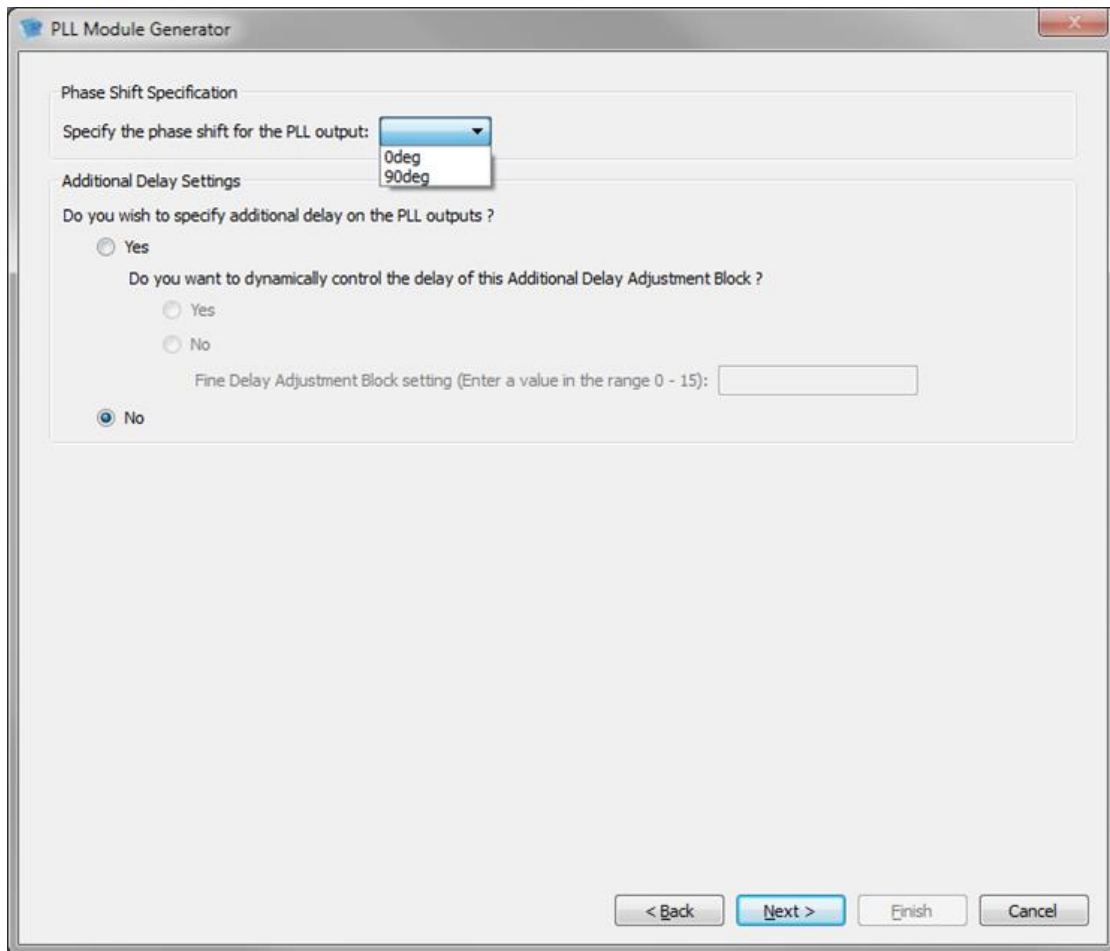 PLL Module Generator
Phase Shift Specification
Specify the phase shift for the PLL output:
0deg
90deg
Additional Delay Settings
Do you wish to specify additional delay on the PLL outputs ?
Yes
Do you want to dynamically control the delay of this Additional Delay Adjustment Block ?
Yes
No
Fine Delay Adjustment Block setting (Enter a value in the range 0 - 15):
No
< Back
Next >
Finish
Cancel